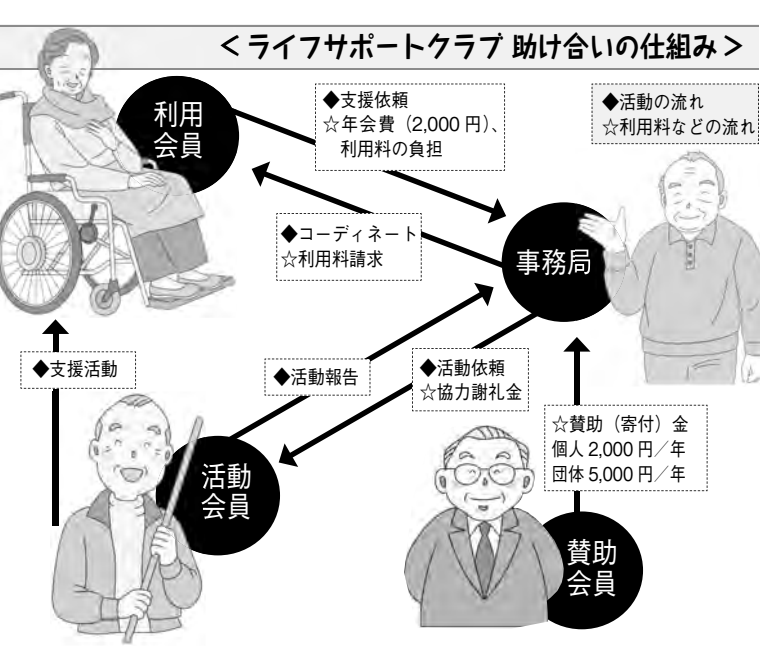 ＜ライフサポートクラブ 助け合いの仕組み＞
利用
会員
◆支援依頼
☆年会費（2,000円）、
利用料の負担
◆活動の流れ
☆利用料などの流れ
◆コーディネート
☆利用料請求
事務局
◆支援活動
◆活動報告
◆活動依頼
☆協力謝礼金
☆賛助（寄付）金
個人 2,000 円／年
団体 5,000 円／年
活動
会員
賛助
会員